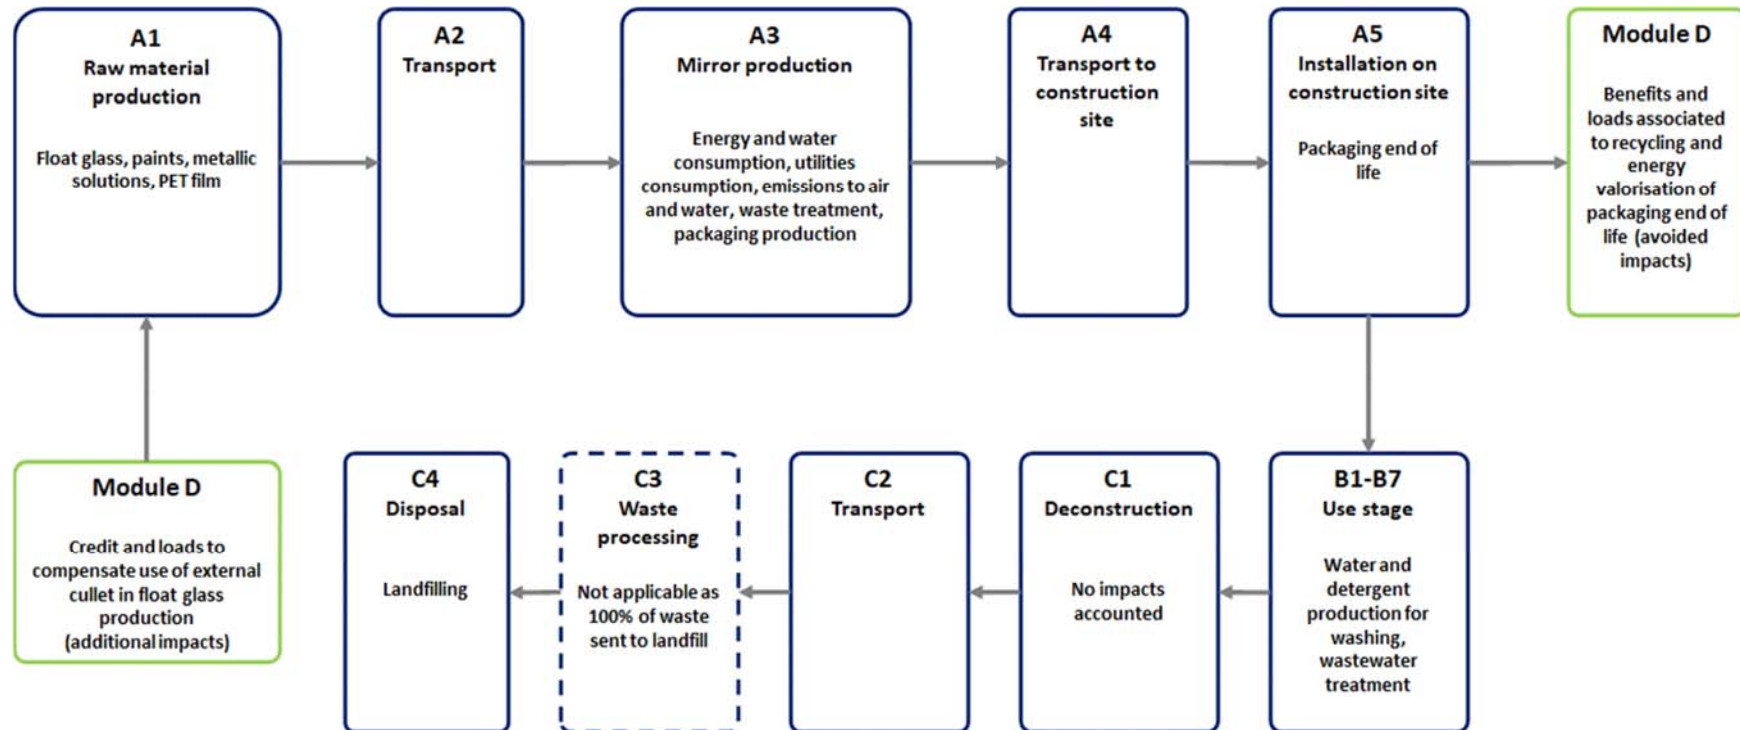 A1
Raw material
production
Float glass, paints, metallic
solutions, PET film
A2
Transport
A3
Mirror production
Energy and water
consumption, utilities
consumption, emissions to air
and water, waste treatment,
packaging production
A4
Transport to
construction
site
A5
Installation on
construction site
Packaging end of
life
Module D
Benefits and
loads associated
to recycling and
energy
valorisation of
packaging end of
life (avoided
impacts)
Module D
Credit and loads to
compensate use of external
cullet in float glass
production
(additional impacts)
C4
Disposal
Landfilling
C3
Waste
processing
Not applicable as
100% of waste
sent to landfill
C2
Transport
C1
Deconstruction
No impacts
accounted
B1-B7
Use stage
Water and
detergent
production for
washing,
wastewater
treatment